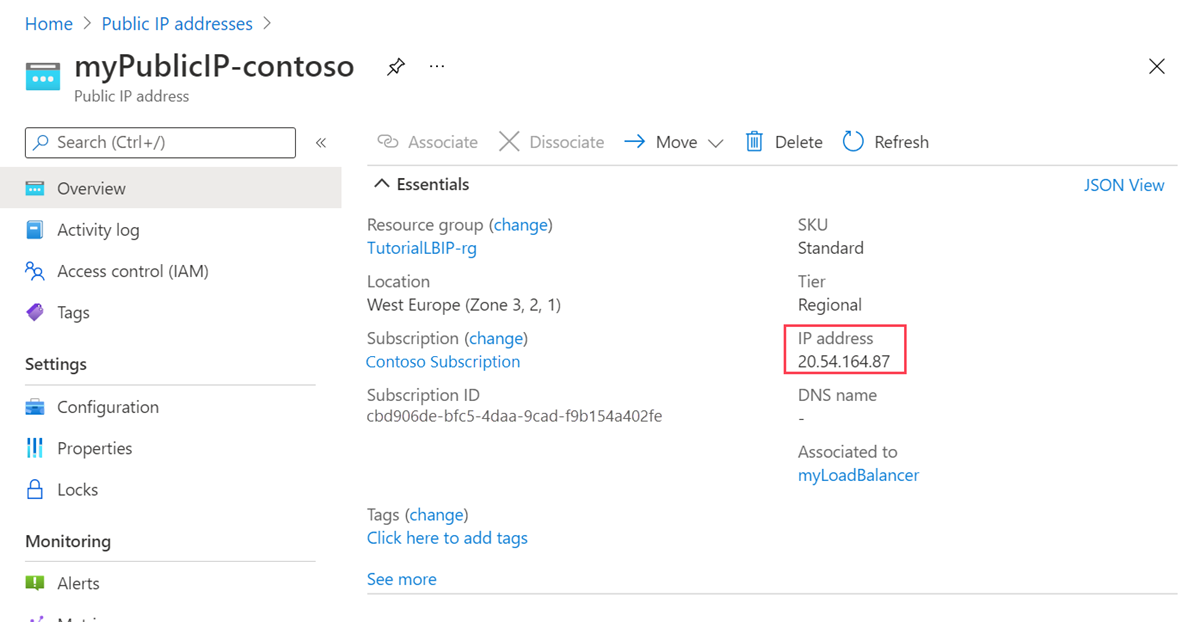 Home > Public IP addresses >
myPublicIP-contoso
...
Public IP address
Search (Ctrl+/)
«
Associate
Dissociate
Move
Delete
Refresh
Overview
Activity log
Access control (IAM)
Tags
Settings
Configuration
Properties
Locks
Monitoring
Alerts
Essentials
JSON View
Resource group (change)
TutorialLBIP-rg
Location
West Europe (Zone 3, 2, 1)
Subscription (change)
Contoso Subscription
Subscription ID
cbd906de-bfc5-4daa-9cad-f9b154a402fe
SKU
Standard
Tier
Regional
IP address
20.54.164.87
DNS name
-
Associated to
myLoadBalancer
Tags (change)
Click here to add tags
See more